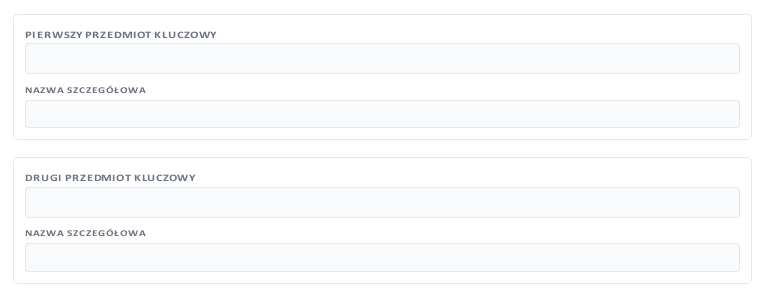 PIERWSZY PRZEDMIOT KLUCZOWY
NAZWA SZCZEGÓŁOWA
DRUGI PRZEDMIOT KLUCZOWY
NAZWA SZCZEGÓŁOWA